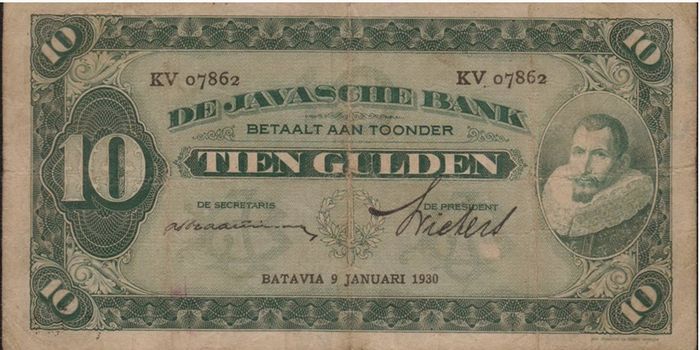 10 10
KV 07862 KV 07862
DE JAVASCHE BANK
BETAALT AAN TOONDER
10 TIEN GULDEN
DE SECRETARIS DE PRESIDENT
BATAVIA 9 JANUARI 1930
10 10